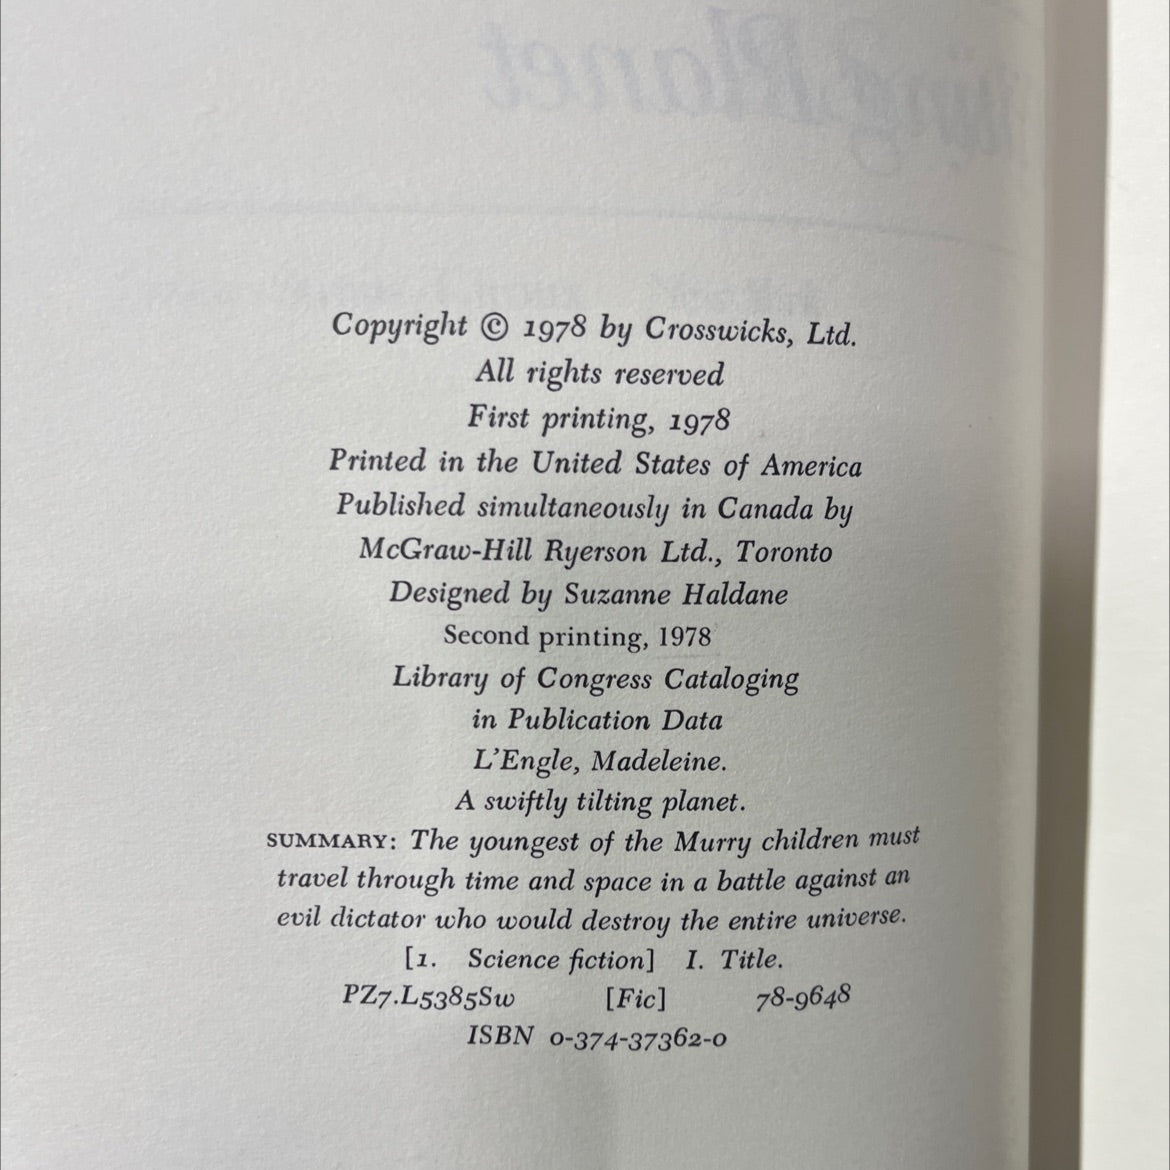 Copyright © 1978 by Crosswicks, Ltd.
All rights reserved
First printing, 1978
Printed in the United States of America
Published simultaneously in Canada by
McGraw-Hill Ryerson Ltd., Toronto
Designed by Suzanne Haldane
Second printing, 1978
Library of Congress Cataloging
in Publication Data
L'Engle, Madeleine.
A swiftly tilting planet.
SUMMARY: The youngest of the Murry children must
travel through time and space in a battle against an
evil dictator who would destroy the entire universe.
[1. Science fiction] I. Title.
PZ7.L5385Sw [Fic] 78-9648
ISBN 0-374-37362-0